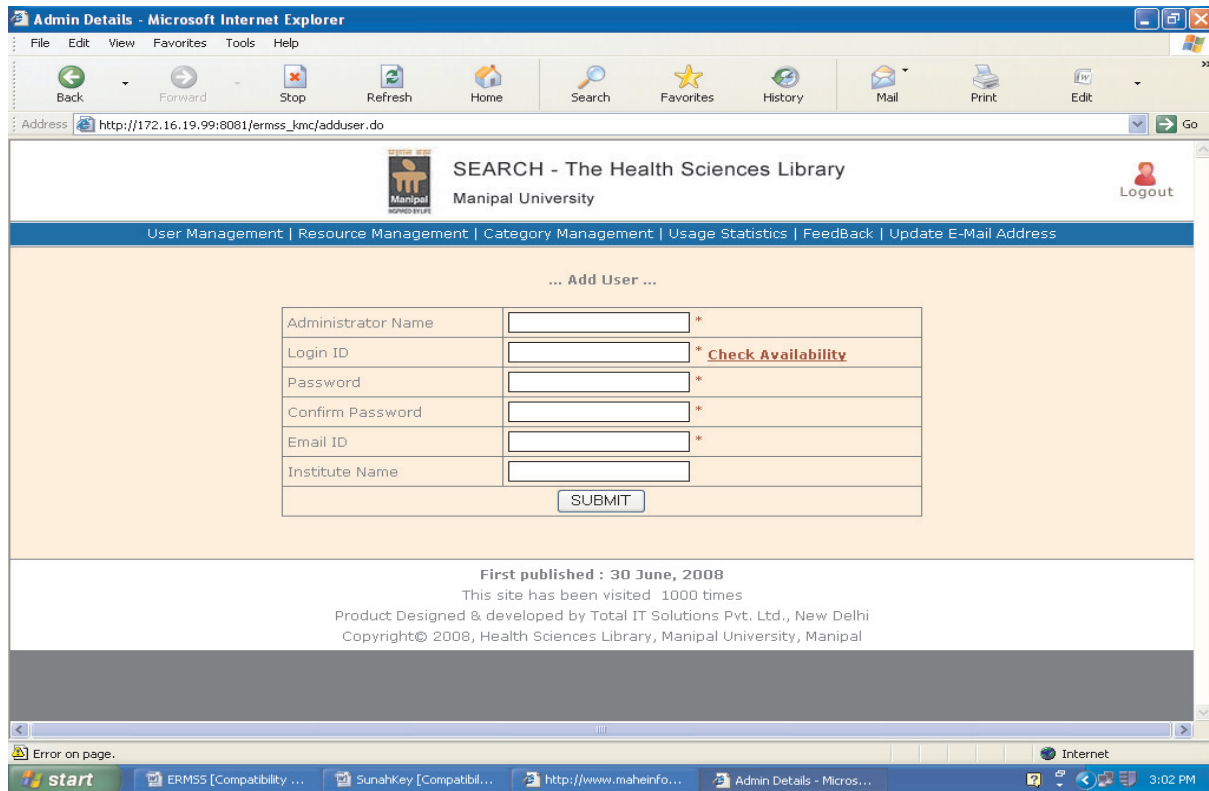 Admin Details - Microsoft Internet Explorer
File Edit View Favorites Tools Help
Back Forward Stop Refresh Home Search Favorites History Mail Print Edit
Address http://172.16.19.99:8081/ermss_kmc/adduser.do Go
Manipal
INSPIRED BY LIFE
SEARCH - The Health Sciences Library
Manipal University
Logout
User Management | Resource Management | Category Management | Usage Statistics | FeedBack | Update E-Mail Address
... Add User ...
Administrator Name *
Login ID * Check Availability
Password *
Confirm Password *
Email ID *
Institute Name
SUBMIT
First published : 30 June, 2008
This site has been visited 1000 times
Product Designed & developed by Total IT Solutions Pvt. Ltd., New Delhi
Copyright© 2008, Health Sciences Library, Manipal University, Manipal
Error on page. Internet
start ERMSS [Compatibility ... SunahKey [Compatibil... http://www.maheinfo... Admin Details - Micros... 3:02 PM